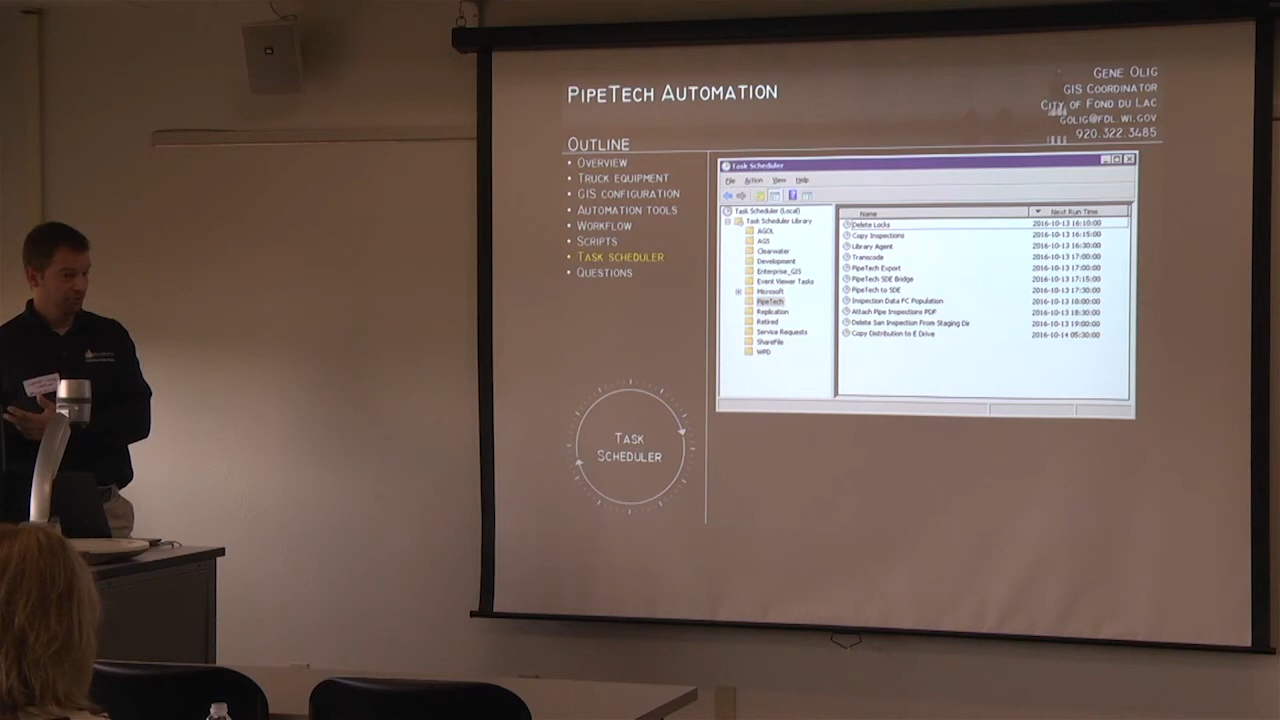 PIPETECH AUTOMATION
GENE OLIG
GIS COORDINATOR
CITY OF FOND DU LAC
GOLIG@FDL.WI.GOV
920.322.3485
OUTLINE
• OVERVIEW
• TRUCK EQUIPMENT
• GIS CONFIGURATION
• AUTOMATION TOOLS
• WORKFLOW
• SCRIPTS
• TASK SCHEDULER
• QUESTIONS
TASK
SCHEDULER
Task Scheduler
File Action View Help
Task Scheduler (Local)
Task Scheduler Library
AGOL
AGS
Clearwater
Development
Enterprise_GIS
Event Viewer Tasks
Microsoft
PipeTech
Replication
Retired
Service Requests
ShareFile
WPD
Name Next Run Time
Delete Locks 2016-10-13 16:10:00
Copy Inspections 2016-10-13 16:15:00
Library Agent 2016-10-13 16:30:00
Transcode 2016-10-13 17:00:00
PipeTech Export 2016-10-13 17:00:00
PipeTech SDE Bridge 2016-10-13 17:15:00
PipeTech to SDE 2016-10-13 17:30:00
Inspection Data FC Population 2016-10-13 18:00:00
Attach Pipe Inspections PDF 2016-10-13 18:30:00
Delete San Inspection From Staging Dir 2016-10-13 19:00:00
Copy Distribution to E Drive 2016-10-14 05:30:00